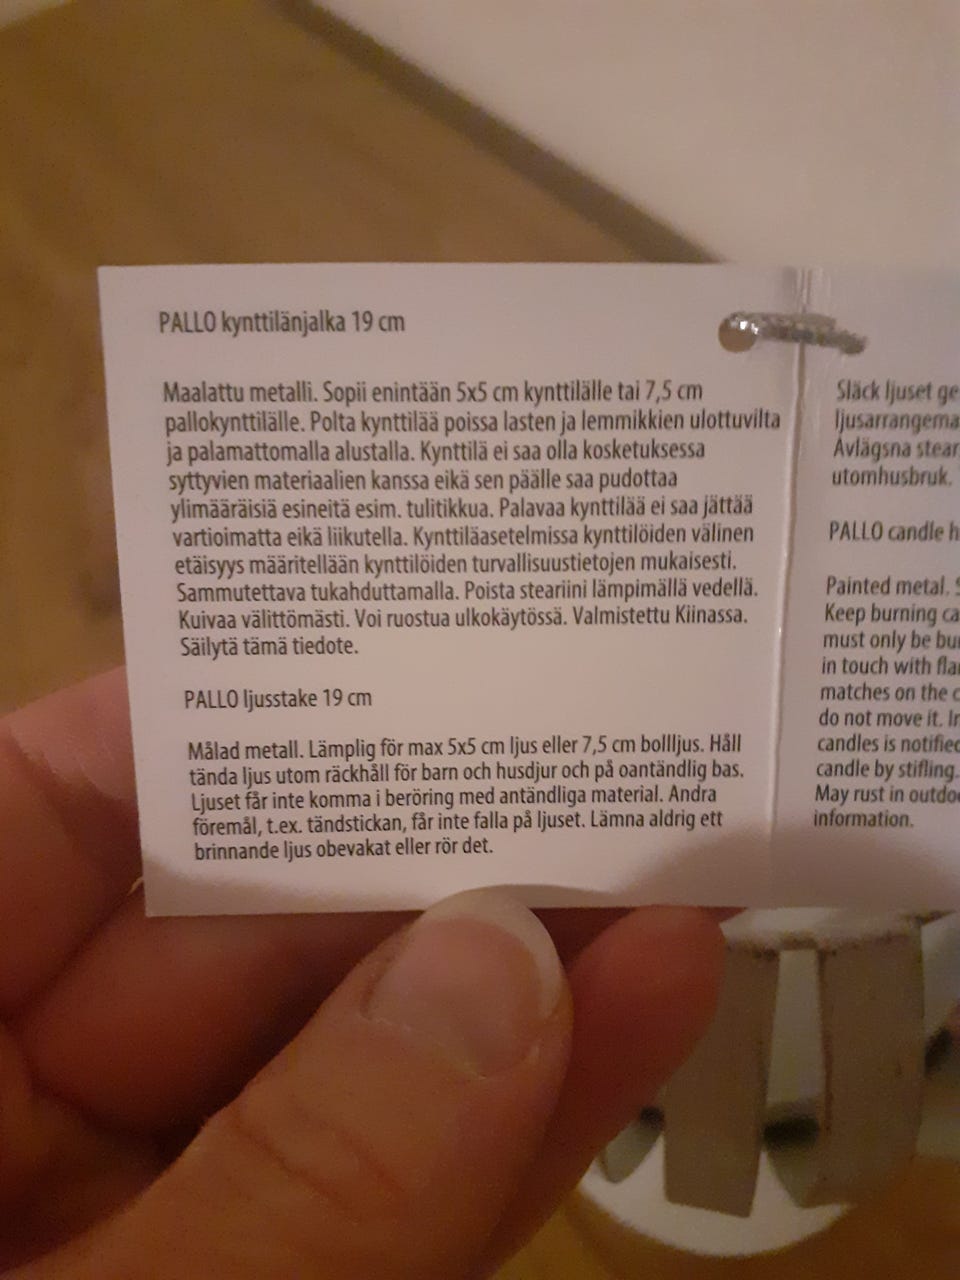 PALLO kynttilänjalka 19 cm
Maalattu metalli. Sopii enintään 5x5 cm kynttilälle tai 7,5 cm
pallokynttilälle. Polta kynttilää poissa lasten ja lemmikkien ulottuvilta
ja palamattomalla alustalla. Kynttilä ei saa olla kosketuksessa
syttyvien materiaalien kanssa eikä sen päälle saa pudottaa
ylimääräisiä esineitä esim. tulitikkua. Palavaa kynttilää ei saa jättää
vartioimatta eikä liikutella. Kynttiläasetelmissa kynttilöiden välinen
etäisyys määritellään kynttilöiden turvallisuustietojen mukaisesti.
Sammutettava tukahduttamalla. Poista steariini lämpimällä vedellä.
Kuivaa välittömästi. Voi ruostua ulkokäytössä. Valmistettu Kiinassa.
Säilytä tämä tiedote.
PALLO ljusstake 19 cm
Målad metall. Lämplig för max 5x5 cm ljus eller 7,5 cm bollljus. Håll
tända ljus utom räckhåll för barn och husdjur och på oantändlig bas.
Ljuset får inte komma i beröring med antändliga material. Andra
föremål, t.ex. tändstickan, får inte falla på ljuset. Lämna aldrig ett
brinnande ljus obevakat eller rör det.
Släck ljuset ge
ljusarrangema
Avlägsna stear
utomhusbruk.
PALLO candle h
Painted metal. S
Keep burning ca
must only be bu
in touch with fla
matches on the c
do not move it. In
candles is notified
candle by stifling.
May rust in outdoo
information.